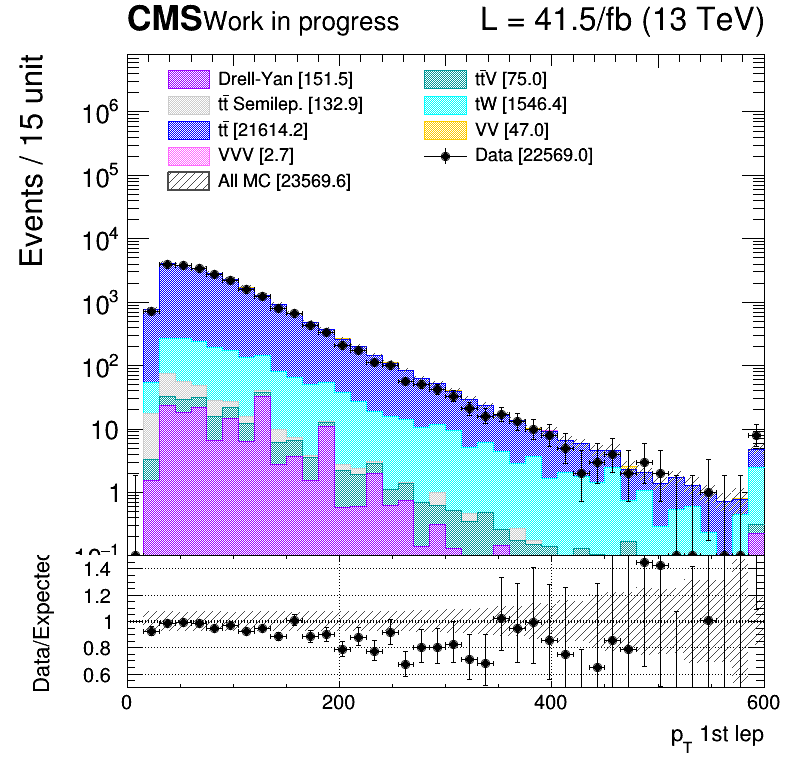 CMS Work in progress L = 41.5/fb (13 TeV)
Events / 15 unit
Drell-Yan [151.5] tt̄V [75.0]
tt̄ Semilep. [132.9] tW [1546.4]
tt̄ [21614.2] VV [47.0]
VVV [2.7] Data [22569.0]
All MC [23569.6]
10⁶
10⁵
10⁴
10³
10²
10
1
10⁻¹
Data/Expected
1.4
1.2
1
0.8
0.6
0 200 400 600
p_T 1st lep